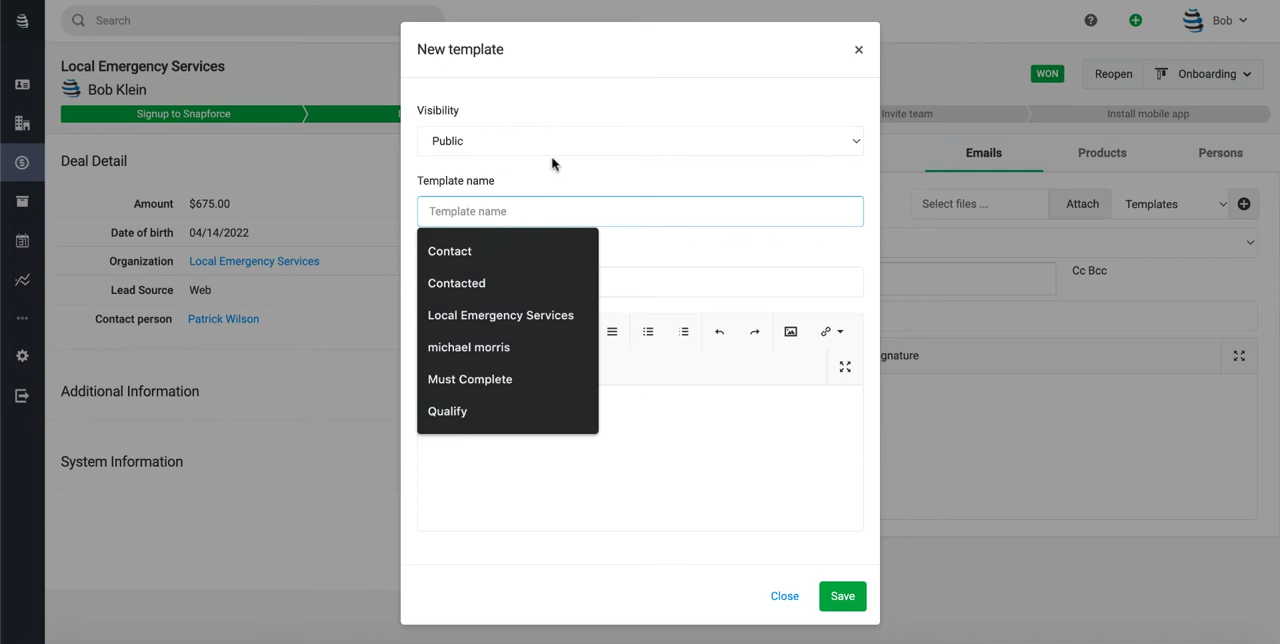 Search
Bob
Local Emergency Services
Bob Klein
WON
Reopen
Onboarding
Signup to Snapforce
Invite team
Install mobile app
Deal Detail
Amount $675.00
Date of birth 04/14/2022
Organization Local Emergency Services
Lead Source Web
Contact person Patrick Wilson
Additional Information
System Information
New template
Visibility
Public
Template name
Template name
Contact
Contacted
Local Emergency Services
michael morris
Must Complete
Qualify
Close
Save
Emails
Products
Persons
Select files ...
Attach
Templates
Cc Bcc
gnature